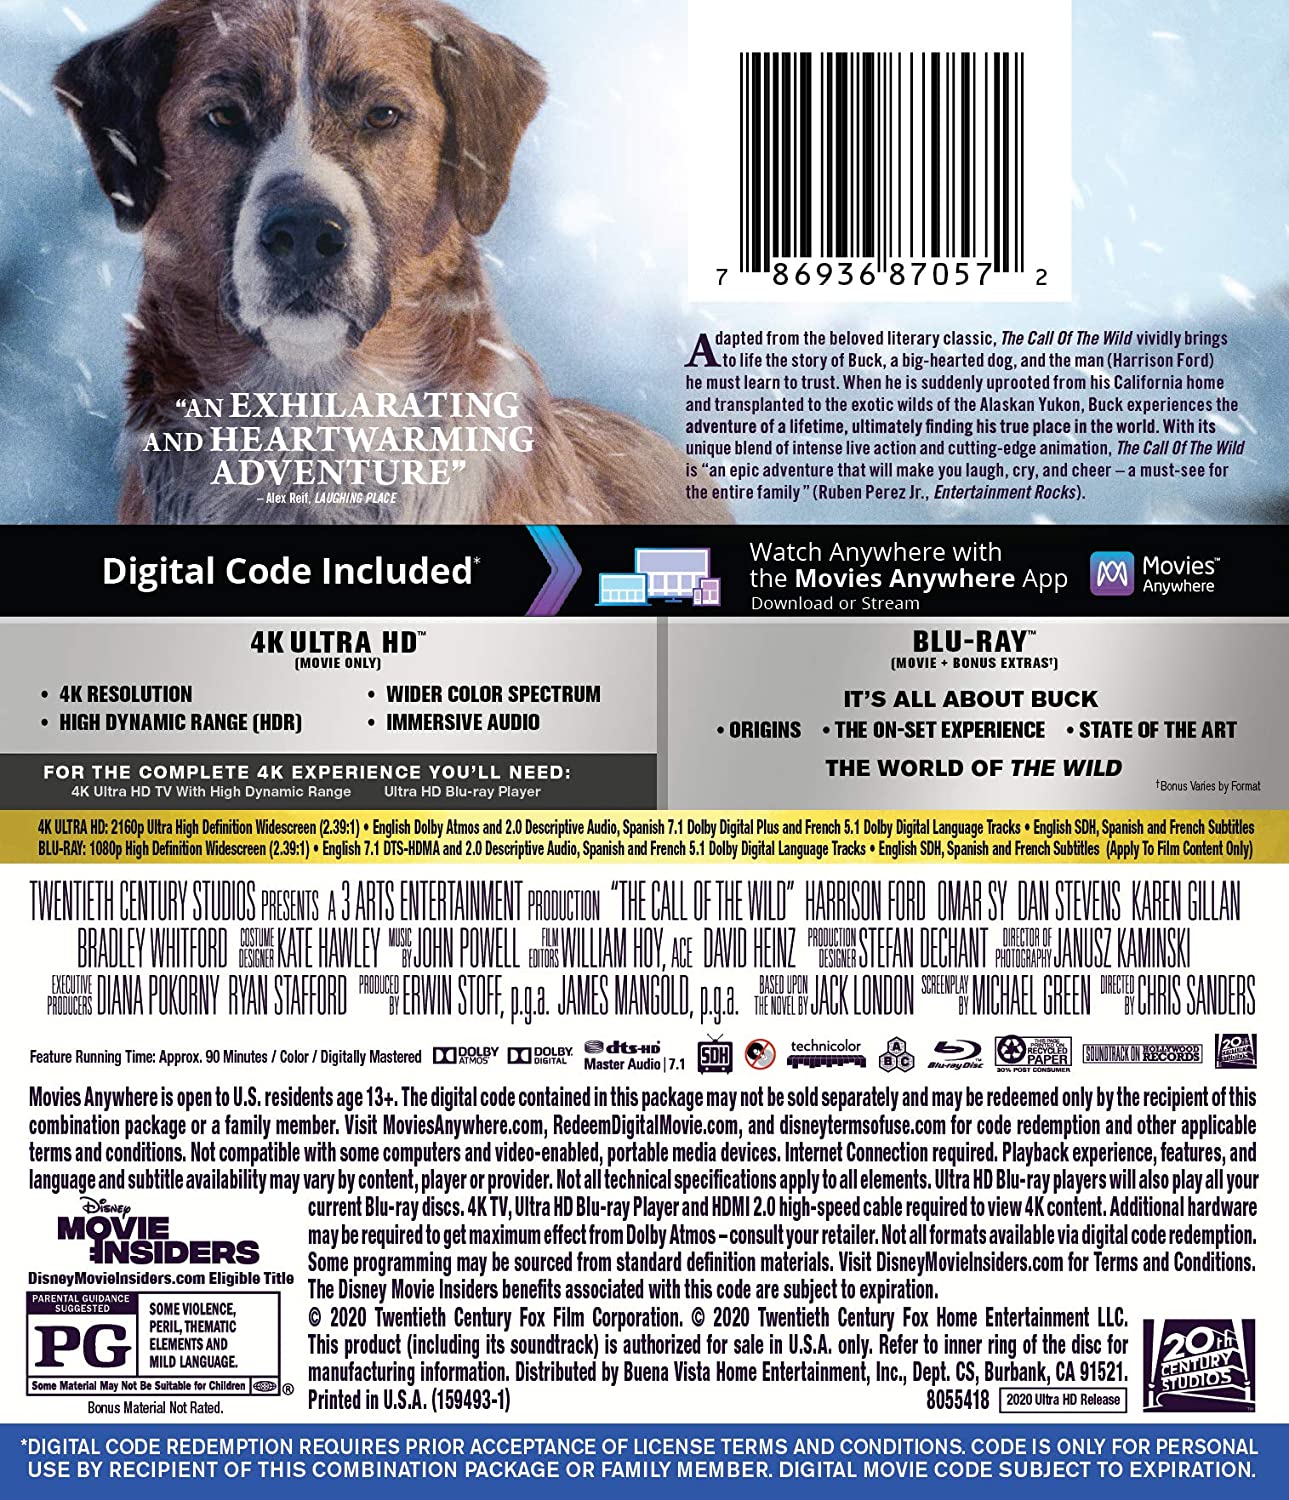 7 86936 87057 2
Adapted from the beloved literary classic, The Call Of The Wild vividly brings
to life the story of Buck, a big-hearted dog, and the man (Harrison Ford)
he must learn to trust. When he is suddenly uprooted from his California home
and transplanted to the exotic wilds of the Alaskan Yukon, Buck experiences the
adventure of a lifetime, ultimately finding his true place in the world. With its
unique blend of intense live action and cutting-edge animation, The Call Of The Wild
is “an epic adventure that will make you laugh, cry, and cheer – a must-see for
the entire family” (Ruben Perez Jr., Entertainment Rocks).
“AN EXHILARATING
AND HEARTWARMING
ADVENTURE”
– Alex Reif, LAUGHING PLACE
Digital Code Included*
Watch Anywhere with
the Movies Anywhere App
Download or Stream
Movies™
Anywhere
4K ULTRA HD™
(MOVIE ONLY)
• 4K RESOLUTION • WIDER COLOR SPECTRUM
• HIGH DYNAMIC RANGE (HDR) • IMMERSIVE AUDIO
FOR THE COMPLETE 4K EXPERIENCE YOU’LL NEED:
4K Ultra HD TV With High Dynamic Range Ultra HD Blu-ray Player
BLU-RAY™
(MOVIE + BONUS EXTRAS†)
IT’S ALL ABOUT BUCK
• ORIGINS • THE ON-SET EXPERIENCE • STATE OF THE ART
THE WORLD OF THE WILD
†Bonus Varies by Format
4K ULTRA HD: 2160p Ultra High Definition Widescreen (2.39:1) • English Dolby Atmos and 2.0 Descriptive Audio, Spanish 7.1 Dolby Digital Plus and French 5.1 Dolby Digital Language Tracks • English SDH, Spanish and French Subtitles
BLU-RAY: 1080p High Definition Widescreen (2.39:1) • English 7.1 DTS-HDMA and 2.0 Descriptive Audio, Spanish and French 5.1 Dolby Digital Language Tracks • English SDH, Spanish and French Subtitles (Apply To Film Content Only)
TWENTIETH CENTURY STUDIOS PRESENTS A 3 ARTS ENTERTAINMENT PRODUCTION “THE CALL OF THE WILD” HARRISON FORD OMAR SY DAN STEVENS KAREN GILLAN
BRADLEY WHITFORD COSTUME DESIGNER KATE HAWLEY MUSIC BY JOHN POWELL FILM EDITORS WILLIAM HOY, ACE DAVID HEINZ PRODUCTION DESIGNER STEFAN DECHANT DIRECTOR OF PHOTOGRAPHY JANUSZ KAMINSKI
EXECUTIVE PRODUCERS DIANA POKORNY RYAN STAFFORD PRODUCED BY ERWIN STOFF, p.g.a. JAMES MANGOLD, p.g.a. BASED UPON THE NOVEL BY JACK LONDON SCREENPLAY BY MICHAEL GREEN DIRECTED BY CHRIS SANDERS
Feature Running Time: Approx. 90 Minutes / Color / Digitally Mastered DOLBY ATMOS DOLBY DIGITAL dts-HD Master Audio | 7.1 SDH technicolor A B C Blu-ray Disc THIS PAGE PRINTED ON RECYCLED PAPER 30% POST CONSUMER SOUNDTRACK ON HOLLYWOOD RECORDS 20th CENTURY STUDIOS
Movies Anywhere is open to U.S. residents age 13+. The digital code contained in this package may not be sold separately and may be redeemed only by the recipient of this
combination package or a family member. Visit MoviesAnywhere.com, RedeemDigitalMovie.com, and disneytermsofuse.com for code redemption and other applicable
terms and conditions. Not compatible with some computers and video-enabled, portable media devices. Internet Connection required. Playback experience, features, and
language and subtitle availability may vary by content, player or provider. Not all technical specifications apply to all elements. Ultra HD Blu-ray players will also play all your
current Blu-ray discs. 4K TV, Ultra HD Blu-ray Player and HDMI 2.0 high-speed cable required to view 4K content. Additional hardware
may be required to get maximum effect from Dolby Atmos – consult your retailer. Not all formats available via digital code redemption.
Some programming may be sourced from standard definition materials. Visit DisneyMovieInsiders.com for Terms and Conditions.
The Disney Movie Insiders benefits associated with this code are subject to expiration.
Disney
MOVIE
INSIDERS
DisneyMovieInsiders.com Eligible Title
PARENTAL GUIDANCE SUGGESTED
PG
SOME VIOLENCE,
PERIL, THEMATIC
ELEMENTS AND
MILD LANGUAGE.
Some Material May Not Be Suitable for Children ®
Bonus Material Not Rated.
© 2020 Twentieth Century Fox Film Corporation. © 2020 Twentieth Century Fox Home Entertainment LLC.
This product (including its soundtrack) is authorized for sale in U.S.A. only. Refer to inner ring of the disc for
manufacturing information. Distributed by Buena Vista Home Entertainment, Inc., Dept. CS, Burbank, CA 91521.
Printed in U.S.A. (159493-1) 8055418 2020 Ultra HD Release
20th
CENTURY
STUDIOS
*DIGITAL CODE REDEMPTION REQUIRES PRIOR ACCEPTANCE OF LICENSE TERMS AND CONDITIONS. CODE IS ONLY FOR PERSONAL
USE BY RECIPIENT OF THIS COMBINATION PACKAGE OR FAMILY MEMBER. DIGITAL MOVIE CODE SUBJECT TO EXPIRATION.